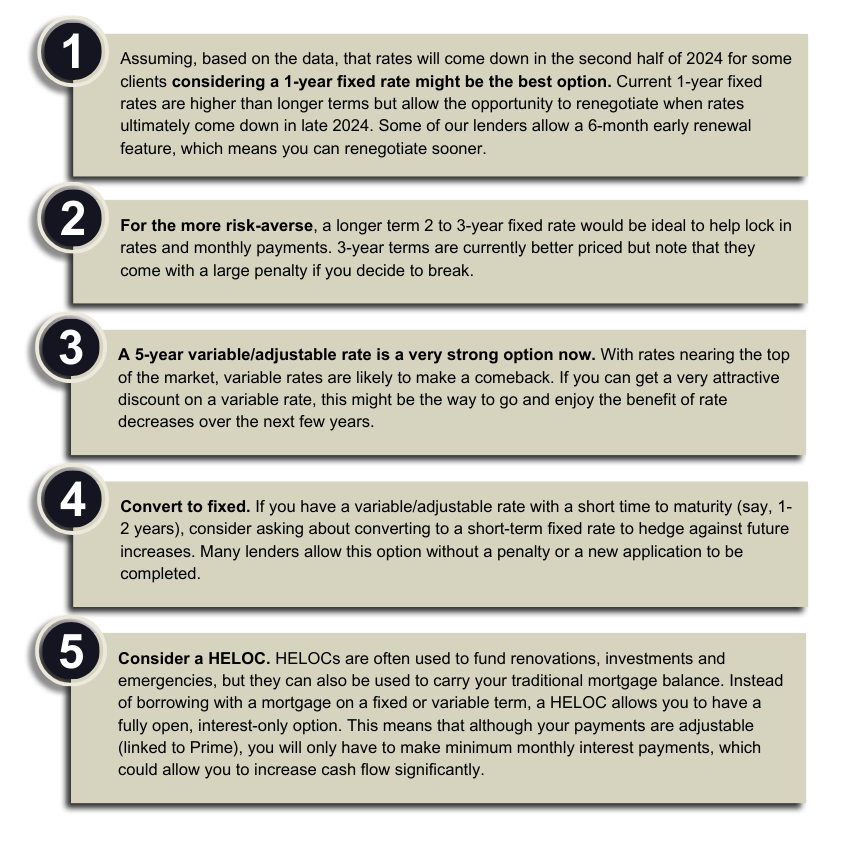 1
Assuming, based on the data, that rates will come down in the second half of 2024 for some
clients considering a 1-year fixed rate might be the best option. Current 1-year fixed
rates are higher than longer terms but allow the opportunity to renegotiate when rates
ultimately come down in late 2024. Some of our lenders allow a 6-month early renewal
feature, which means you can renegotiate sooner.
2
For the more risk-averse, a longer term 2 to 3-year fixed rate would be ideal to help lock in
rates and monthly payments. 3-year terms are currently better priced but note that they
come with a large penalty if you decide to break.
3
A 5-year variable/adjustable rate is a very strong option now. With rates nearing the top
of the market, variable rates are likely to make a comeback. If you can get a very attractive
discount on a variable rate, this might be the way to go and enjoy the benefit of rate
decreases over the next few years.
4
Convert to fixed. If you have a variable/adjustable rate with a short time to maturity (say, 1-
2 years), consider asking about converting to a short-term fixed rate to hedge against future
increases. Many lenders allow this option without a penalty or a new application to be
completed.
5
Consider a HELOC. HELOCs are often used to fund renovations, investments and
emergencies, but they can also be used to carry your traditional mortgage balance. Instead
of borrowing with a mortgage on a fixed or variable term, a HELOC allows you to have a
fully open, interest-only option. This means that although your payments are adjustable
(linked to Prime), you will only have to make minimum monthly interest payments, which
could allow you to increase cash flow significantly.